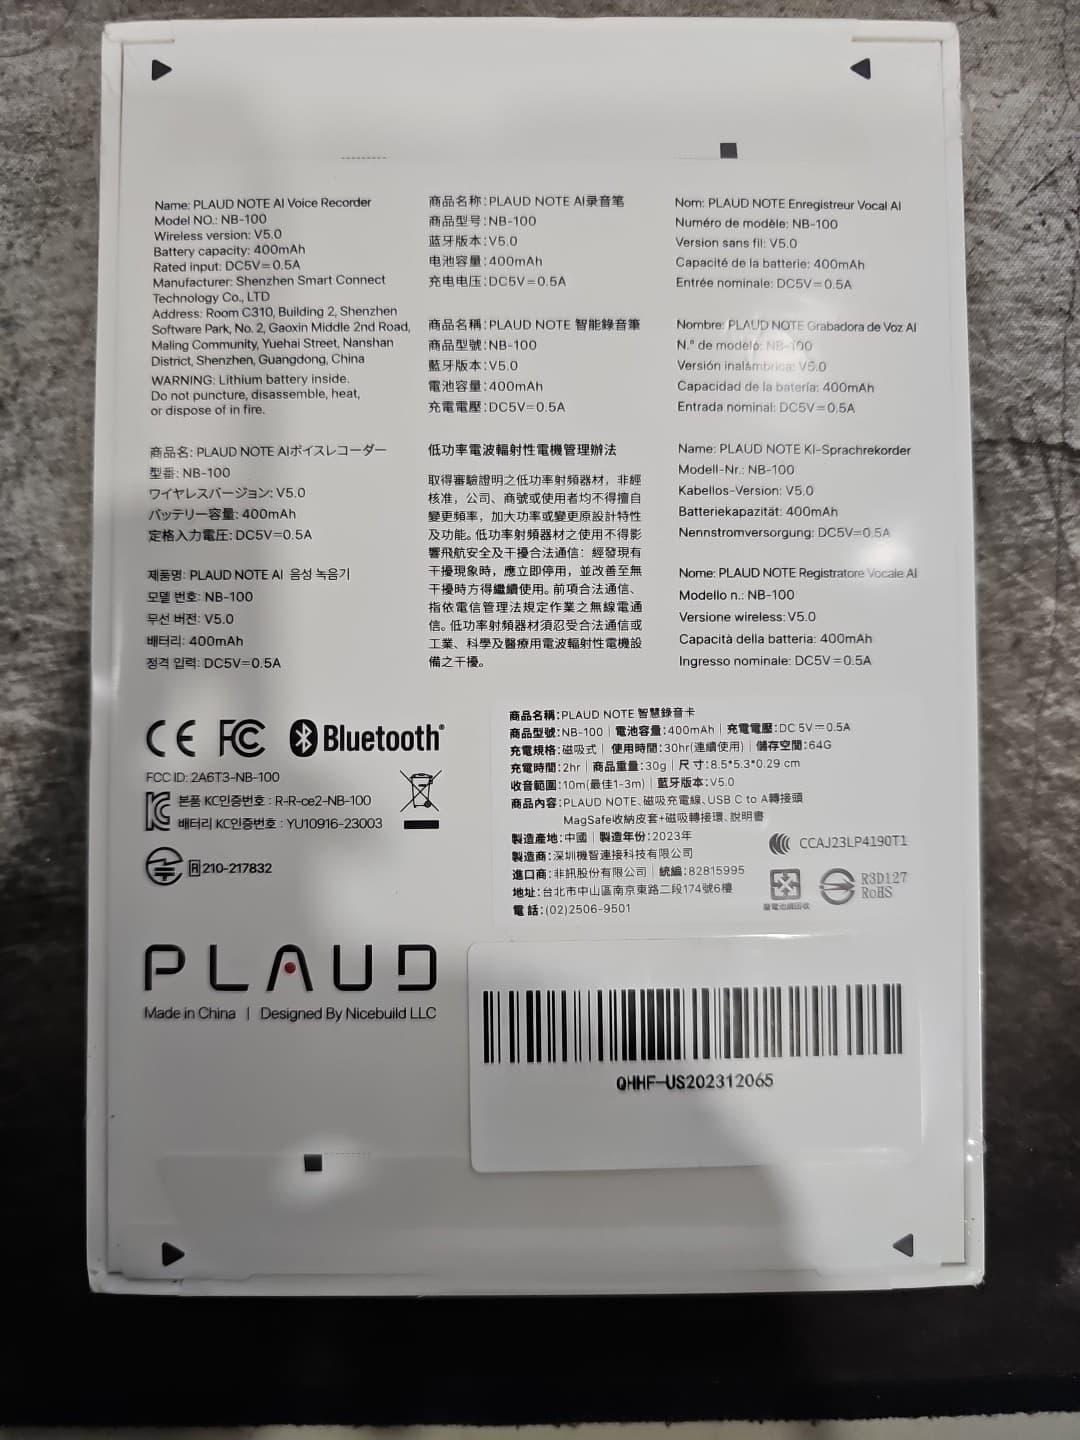 Name: PLAUD NOTE AI Voice Recorder
Model NO.: NB-100
Wireless version: V5.0
Battery capacity: 400mAh
Rated input: DC5V⎓0.5A
Manufacturer: Shenzhen Smart Connect
Technology Co., LTD
Address: Room C310, Building 2, Shenzhen
Software Park, No. 2, Gaoxin Middle 2nd Road,
Maling Community, Yuehai Street, Nanshan
District, Shenzhen, Guangdong, China
WARNING: Lithium battery inside.
Do not puncture, disassemble, heat,
or dispose of in fire.
商品名: PLAUD NOTE AIボイスレコーダー
型番: NB-100
ワイヤレスバージョン: V5.0
バッテリー容量: 400mAh
定格入力電圧: DC5V⎓0.5A
제품명: PLAUD NOTE AI 음성 녹음기
모델 번호: NB-100
무선 버전: V5.0
배터리: 400mAh
정격 입력: DC5V⎓0.5A
商品名称:PLAUD NOTE AI录音笔
商品型号:NB-100
蓝牙版本:V5.0
电池容量:400mAh
充电电压:DC5V⎓0.5A
商品名稱:PLAUD NOTE 智能錄音筆
商品型號:NB-100
藍牙版本:V5.0
電池容量:400mAh
充電電壓:DC5V⎓0.5A
低功率電波輻射性電機管理辦法
取得審驗證明之低功率射頻器材，非經
核准，公司、商號或使用者均不得擅自
變更頻率，加大功率或變更原設計特性
及功能。低功率射頻器材之使用不得影
響飛航安全及干擾合法通信：經發現有
干擾現象時，應立即停用，並改善至無
干擾時方得繼續使用。前項合法通信、
指依電信管理法規定作業之無線電通
信。低功率射頻器材須忍受合法通信或
工業、科學及醫療用電波輻射性電機設
備之干擾。
Nom: PLAUD NOTE Enregistreur Vocal AI
Numéro de modèle: NB-100
Version sans fil: V5.0
Capacité de la batterie: 400mAh
Entrée nominale: DC5V⎓0.5A
Nombre: PLAUD NOTE Grabadora de Voz AI
N.º de modelo: NB-100
Versión inalámbrica: V5.0
Capacidad de la batería: 400mAh
Entrada nominal: DC5V⎓0.5A
Name: PLAUD NOTE KI-Sprachrekorder
Modell-Nr.: NB-100
Kabellos-Version: V5.0
Batteriekapazität: 400mAh
Nennstromversorgung: DC5V⎓0.5A
Nome: PLAUD NOTE Registratore Vocale AI
Modello n.: NB-100
Versione wireless: V5.0
Capacità della batteria: 400mAh
Ingresso nominale: DC5V⎓0.5A
CE FC Bluetooth®
FCC ID: 2A6T3-NB-100
본품 KC인증번호 : R-R-ce2-NB-100
배터리 KC인증번호 : YU10916-23003
R 210-217832
商品名稱:PLAUD NOTE 智慧錄音卡
商品型號:NB-100 | 電池容量:400mAh | 充電電壓:DC 5V⎓0.5A
充電規格:磁吸式 | 使用時間:30hr(連續使用) | 儲存空間:64G
充電時間:2hr | 商品重量:30g | 尺寸:8.5*5.3*0.29 cm
收音範圍:10m(最佳1-3m) | 藍牙版本:V5.0
商品內容:PLAUD NOTE、磁吸充電線、USB C to A轉接頭
MagSafe收納皮套+磁吸轉接環、說明書
製造產地:中國 | 製造年份:2023年
製造商:深圳機智連接科技有限公司
進口商:非訊股份有限公司 | 統編:82815995
地址:台北市中山區南京東路二段174號6樓
電話:(02)2506-9501
CCAJ23LP4190T1
廢電池請回收
R3D127
RoHS
PLAUD
Made in China | Designed By Nicebuild LLC
QHHF-US202312065